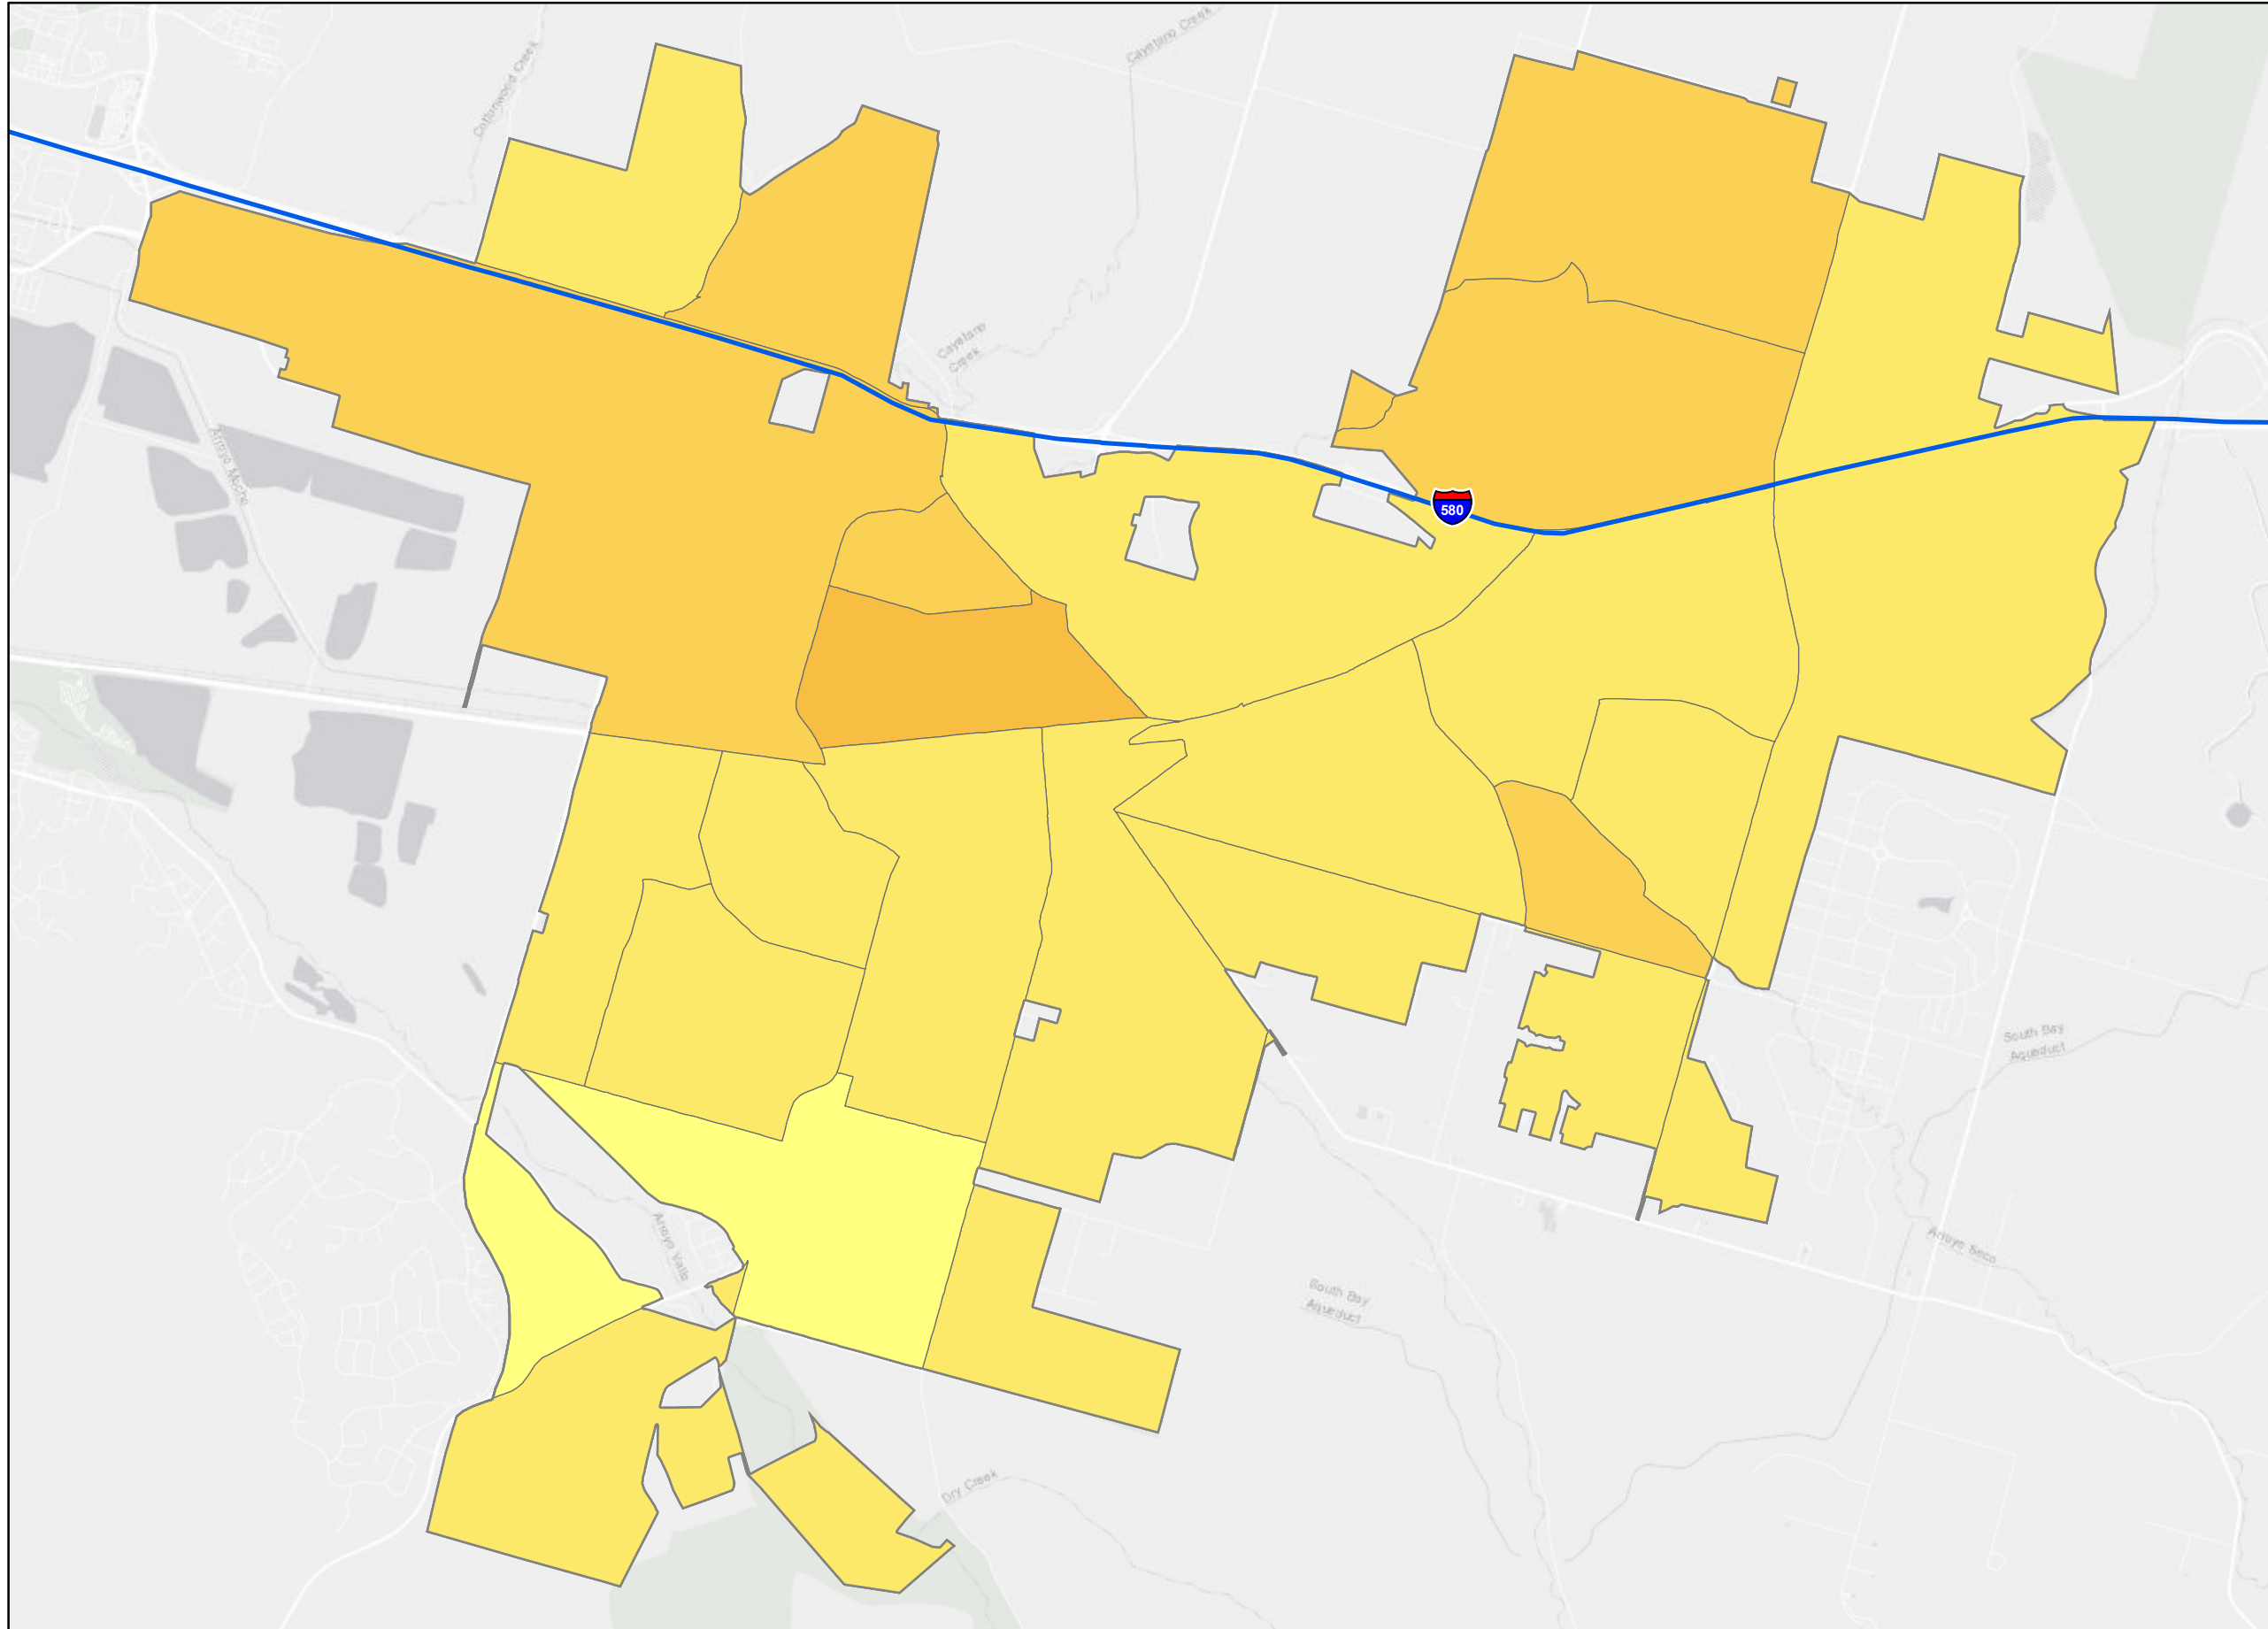 Cayetano Creek
Cottonwood Creek
Cayetano
Creek
Arroyo Mocho
580
South Bay
Aqueduct
Arroyo Seco
Arroyo Valle
South Bay
Aqueduct
Dry Creek